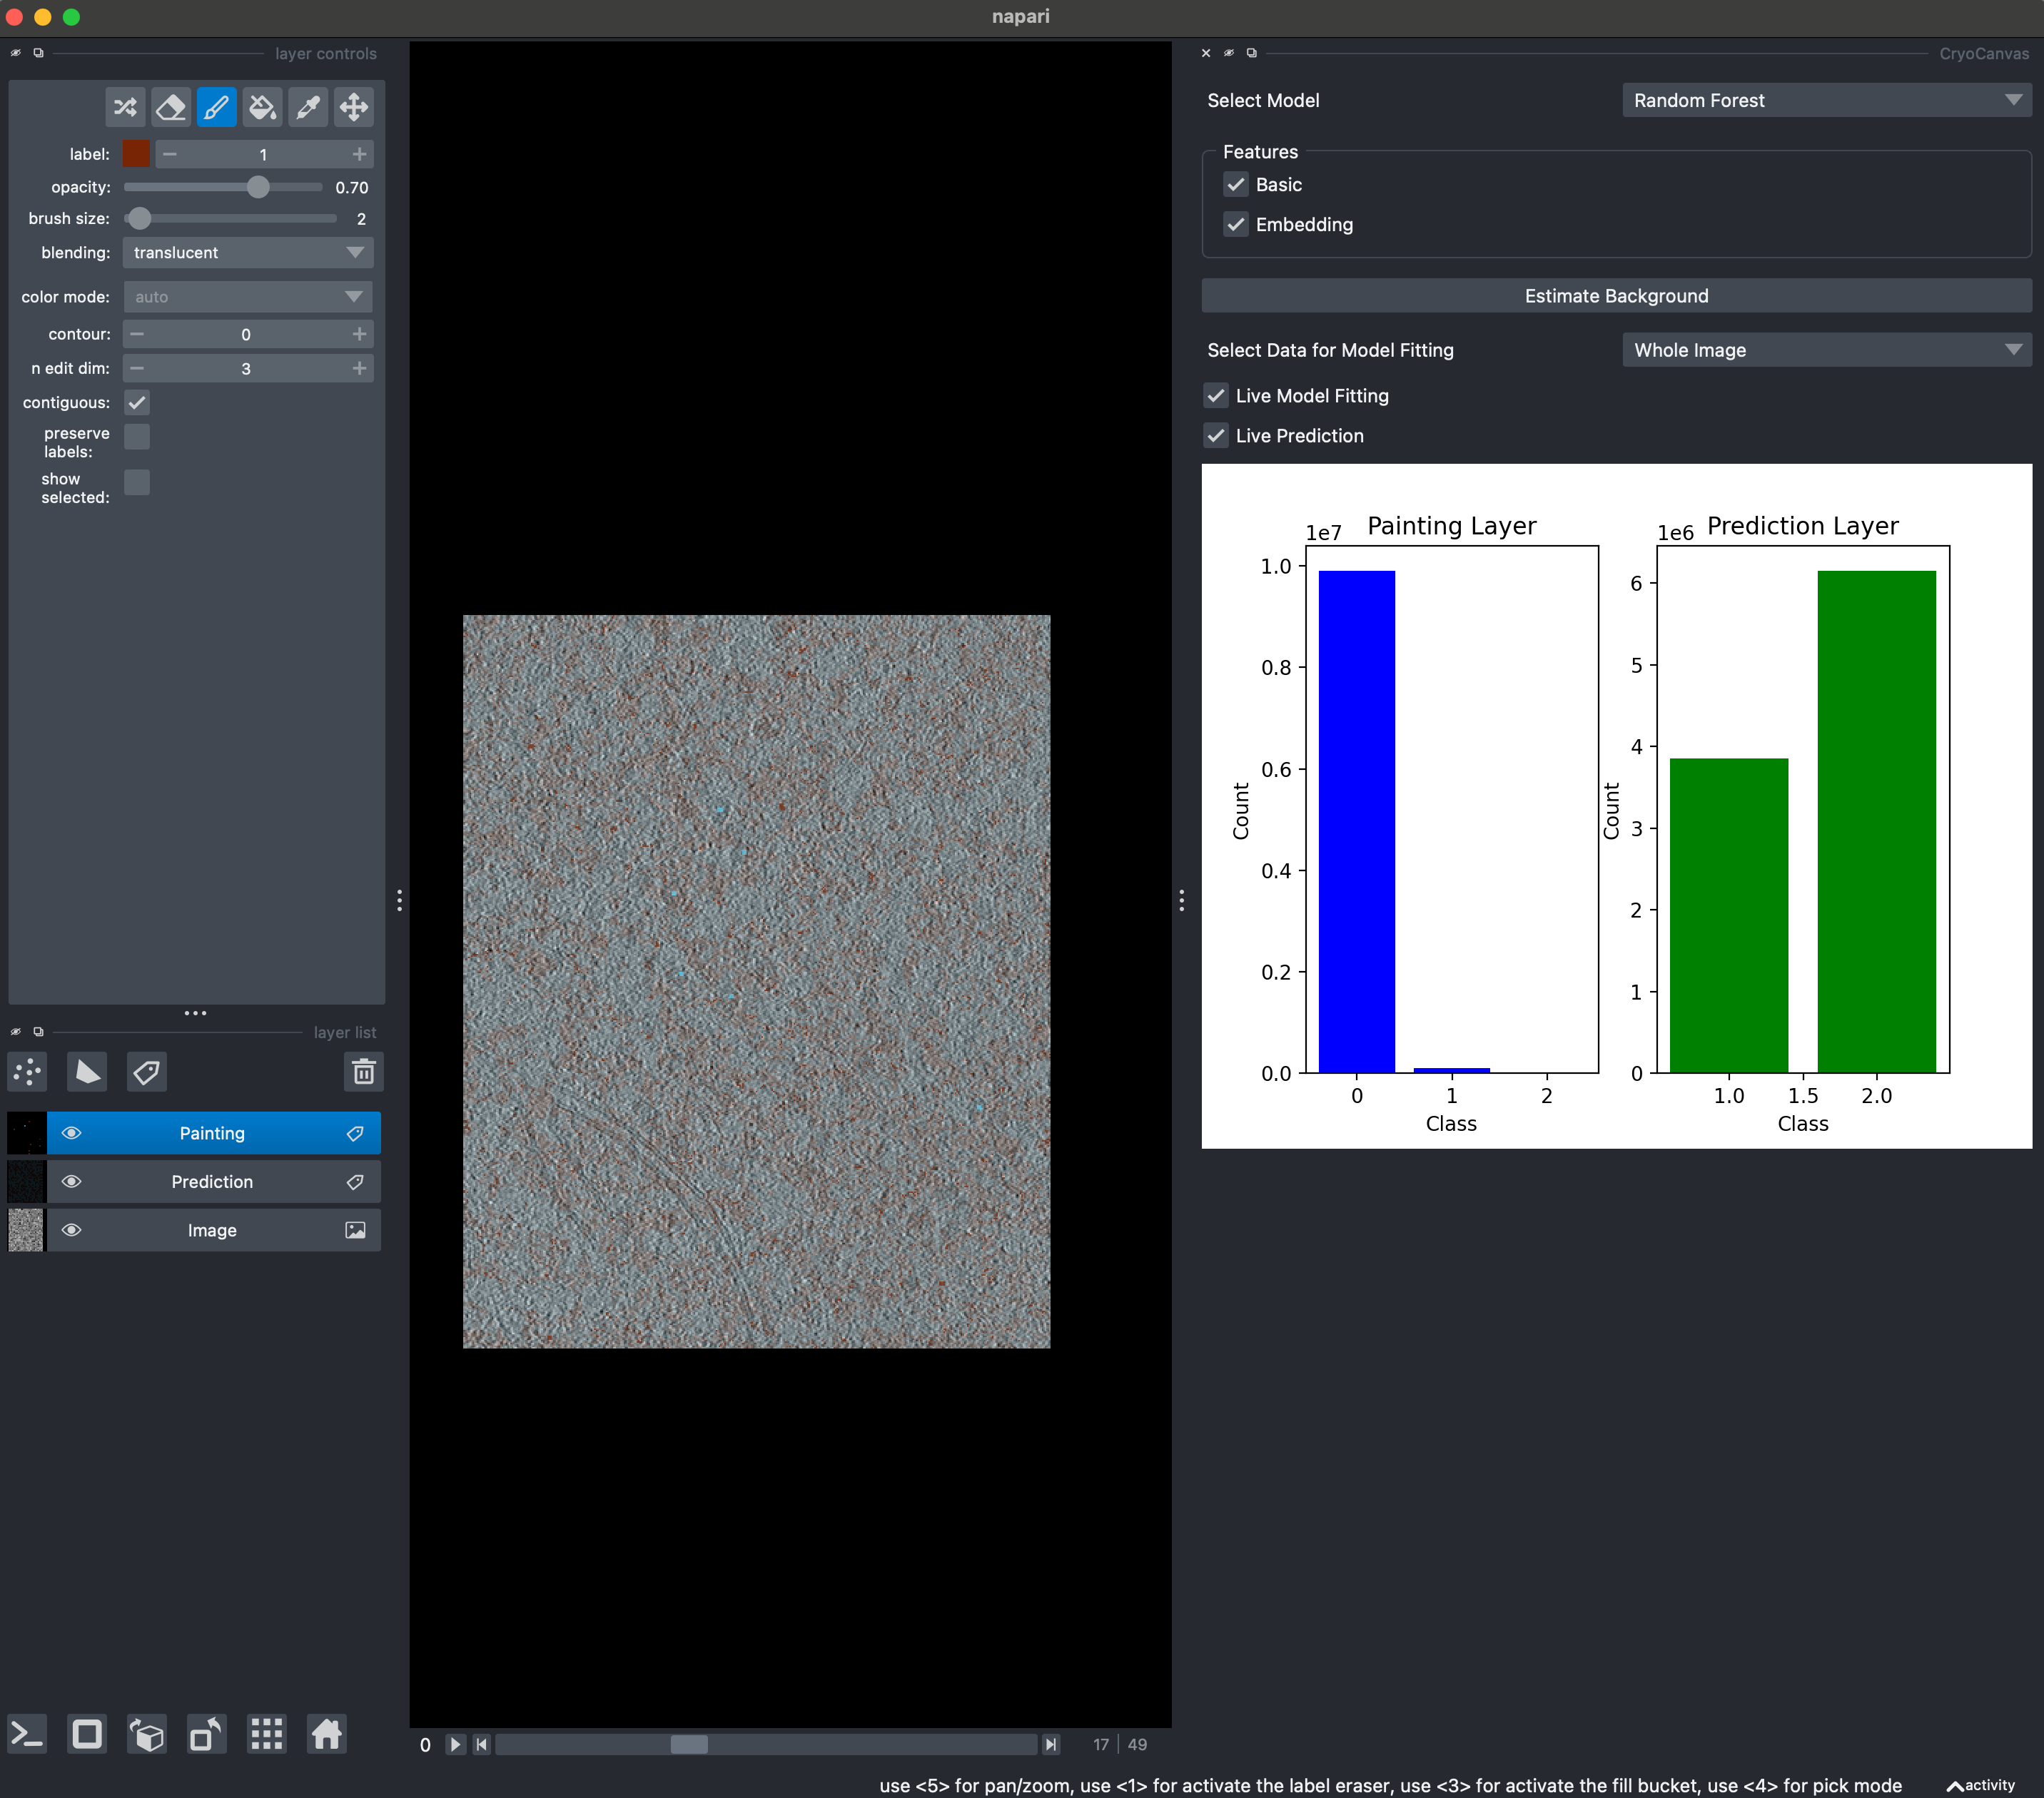 napari
layer controls
label: 1
opacity: 0.70
brush size: 2
blending: translucent
color mode: auto
contour: 0
n edit dim: 3
contiguous:
preserve
labels:
show
selected:
layer list
Painting
Prediction
Image
0 17 49
CryoCanvas
Select Model Random Forest
Features
Basic
Embedding
Estimate Background
Select Data for Model Fitting Whole Image
Live Model Fitting
Live Prediction
1e7 Painting Layer
1.0
0.8
0.6
0.4
0.2
0.0
Count
0 1 2
Class
1e6 Prediction Layer
6
5
4
3
2
1
0
Count
1.0 1.5 2.0
Class
use <5> for pan/zoom, use <1> for activate the label eraser, use <3> for activate the fill bucket, use <4> for pick mode
activity